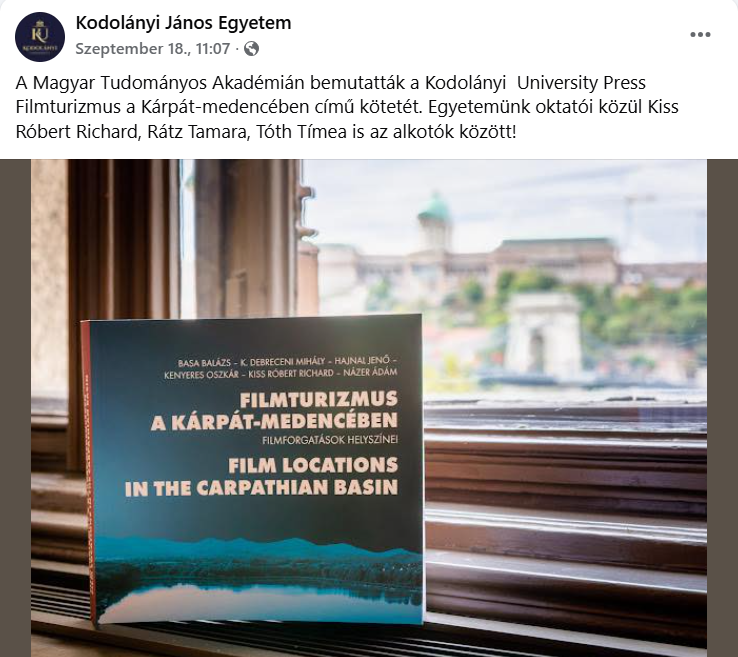 Kodolányi János Egyetem
Szeptember 18., 11:07 ·
A Magyar Tudományos Akadémián bemutatták a Kodolányi  University Press
Filmturizmus a Kárpát-medencében című kötetét. Egyetemünk oktatói közül Kiss
Róbert Richard, Rátz Tamara, Tóth Tímea is az alkotók között!
KU
KODOLÁNYI
BASA BALÁZS – K. DEBRECENI MIHÁLY – HAJNAL JENŐ –
KENYERES OSZKÁR – KISS RÓBERT RICHARD – NÁZER ÁDÁM
FILMTURIZMUS
A KÁRPÁT-MEDENCÉBEN
FILMFORGATÁSOK HELYSZÍNEI
FILM LOCATIONS
IN THE CARPATHIAN BASIN